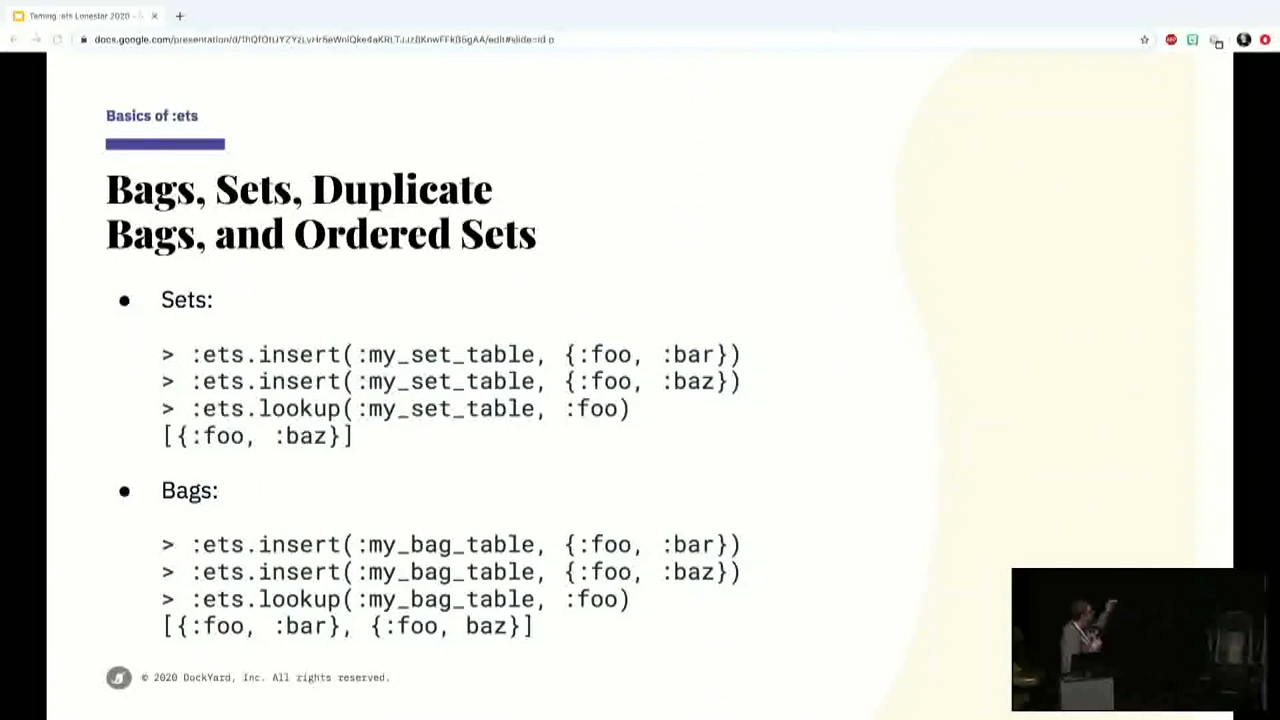 Taming :ets Lonestar 2020 -
Basics of :ets
Bags, Sets, Duplicate
Bags, and Ordered Sets
● Sets:
> :ets.insert(:my_set_table, {:foo, :bar})
> :ets.insert(:my_set_table, {:foo, :baz})
> :ets.lookup(:my_set_table, :foo)
[{:foo, :baz}]
● Bags:
> :ets.insert(:my_bag_table, {:foo, :bar})
> :ets.insert(:my_bag_table, {:foo, :baz})
> :ets.lookup(:my_bag_table, :foo)
[{:foo, :bar}, {:foo, baz}]
© 2020 DockYard, Inc. All rights reserved.